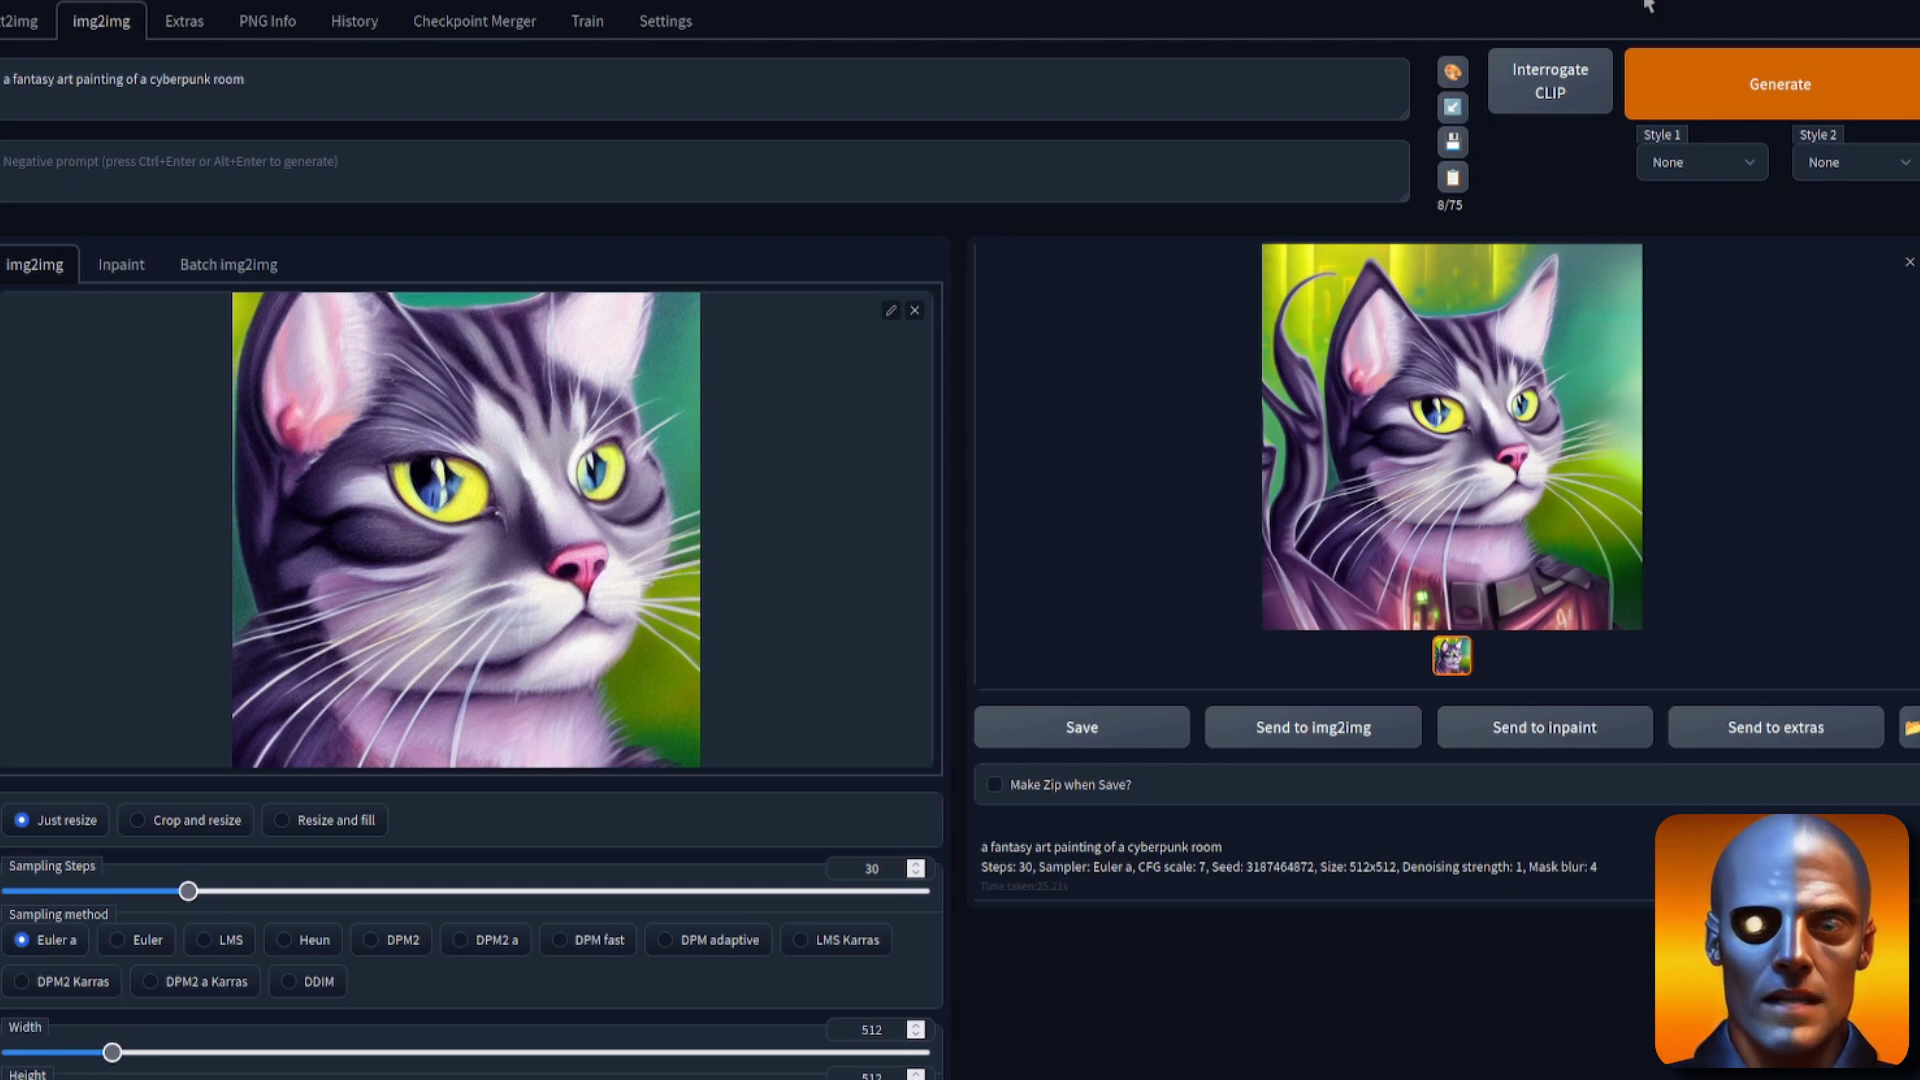 t2img
img2img
Extras
PNG Info
History
Checkpoint Merger
Train
Settings
a fantasy art painting of a cyberpunk room
Interrogate
CLIP
Generate
Style 1
Style 2
None
None
Negative prompt (press Ctrl+Enter or Alt+Enter to generate)
8/75
img2img
Inpaint
Batch img2img
Save
Send to img2img
Send to inpaint
Send to extras
Make Zip when Save?
Just resize
Crop and resize
Resize and fill
a fantasy art painting of a cyberpunk room
Steps: 30, Sampler: Euler a, CFG scale: 7, Seed: 3187464872, Size: 512x512, Denoising strength: 1, Mask blur: 4
Time taken:25.21s
Sampling Steps
30
Sampling method
Euler a
Euler
LMS
Heun
DPM2
DPM2 a
DPM fast
DPM adaptive
LMS Karras
DPM2 Karras
DPM2 a Karras
DDIM
Width
512
Height
512